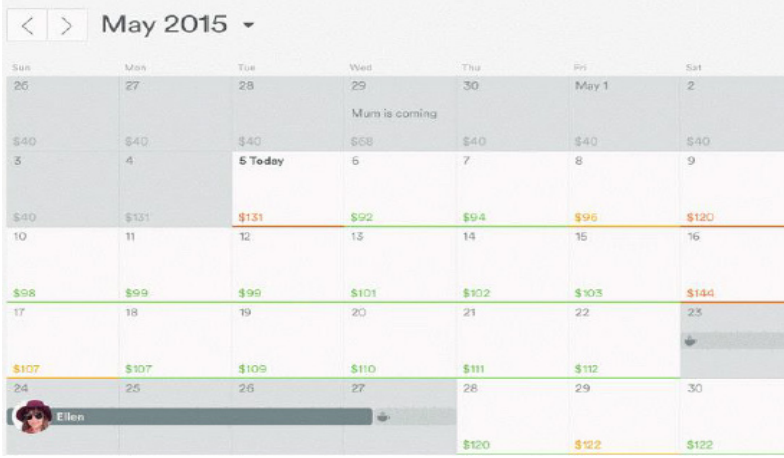 May 2015
Sun Mon Tue Wed Thu Fri Sat
26 27 28 29 30 May 1 2
Mum is coming
$40 $40 $40 $68 $40 $40 $40
3 4 5 Today 6 7 8 9
$40 $131 $131 $92 $94 $96 $120
10 11 12 13 14 15 16
$98 $99 $99 $101 $102 $103 $144
17 18 19 20 21 22 23
$107 $107 $109 $110 $111 $112
24 25 26 27 28 29 30
Ellen
$120 $122 $122